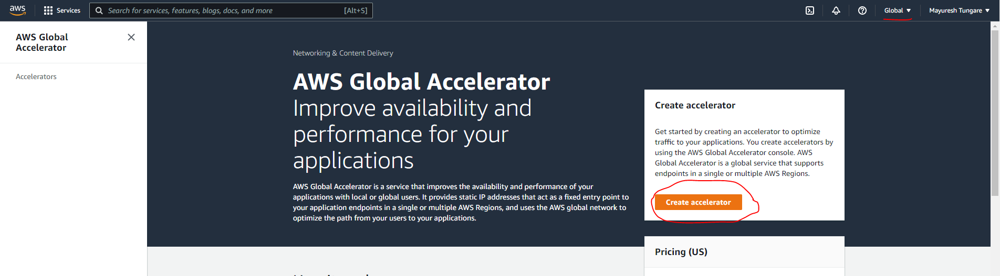 aws
Services
Search for services, features, blogs, docs, and more
[Alt+S]
Global
Mayuresh Tungare
AWS Global
Accelerator
Accelerators
Networking & Content Delivery
AWS Global Accelerator
Improve availability and
performance for your
applications
AWS Global Accelerator is a service that improves the availability and performance of your
applications with local or global users. It provides static IP addresses that act as a fixed entry point to
your application endpoints in a single or multiple AWS Regions, and uses the AWS global network to
optimize the path from your users to your applications.
Create accelerator
Get started by creating an accelerator to optimize
traffic to your applications. You create accelerators by
using the AWS Global Accelerator console. AWS
Global Accelerator is a global service that supports
endpoints in a single or multiple AWS Regions.
Create accelerator
Pricing (US)